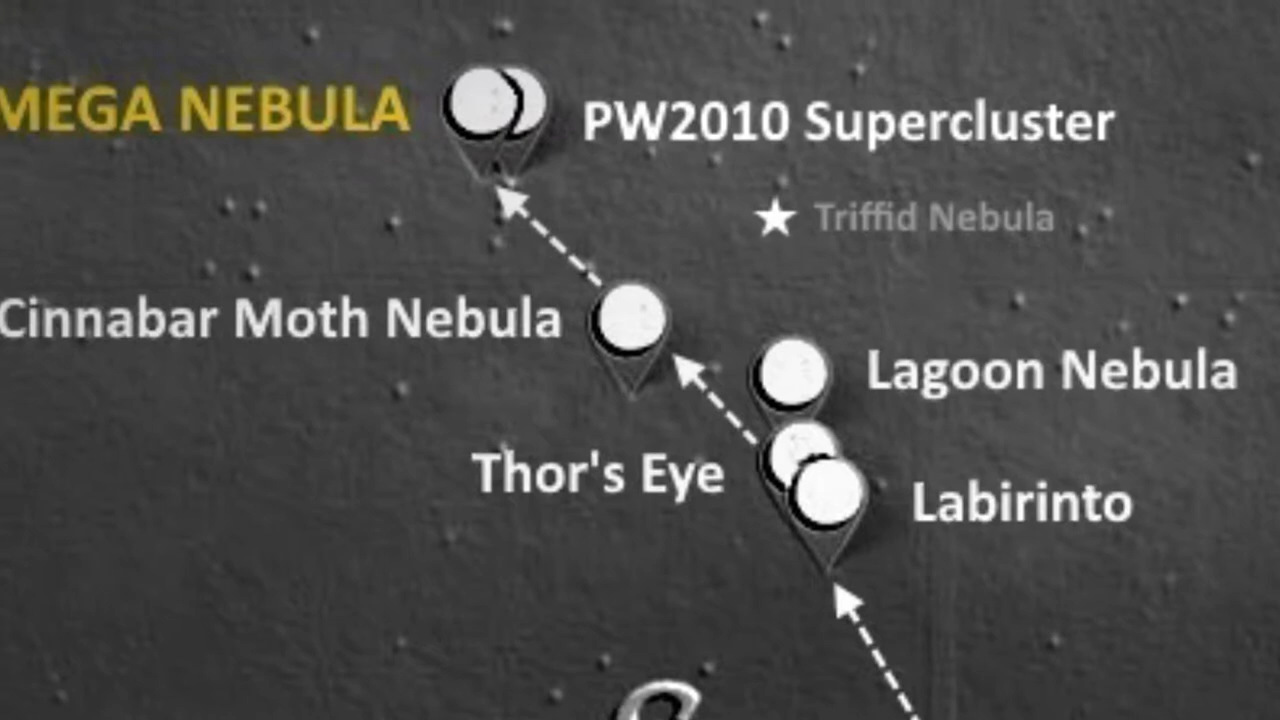 MEGA NEBULA
PW2010 Supercluster
Triffid Nebula
Cinnabar Moth Nebula
Lagoon Nebula
Thor's Eye
Labirinto